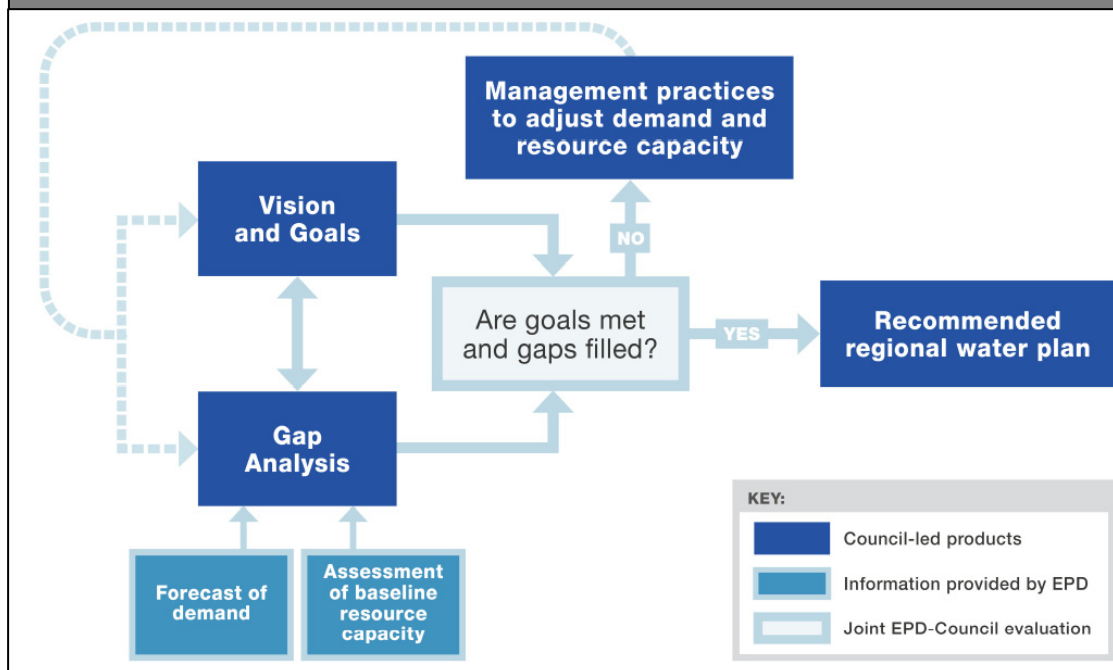 Management practices
to adjust demand and
resource capacity
Vision
and Goals
NO
Are goals met
and gaps filled?
YES
Recommended
regional water plan
Gap
Analysis
Forecast of
demand
Assessment
of baseline
resource
capacity
KEY:
Council-led products
Information provided by EPD
Joint EPD-Council evaluation